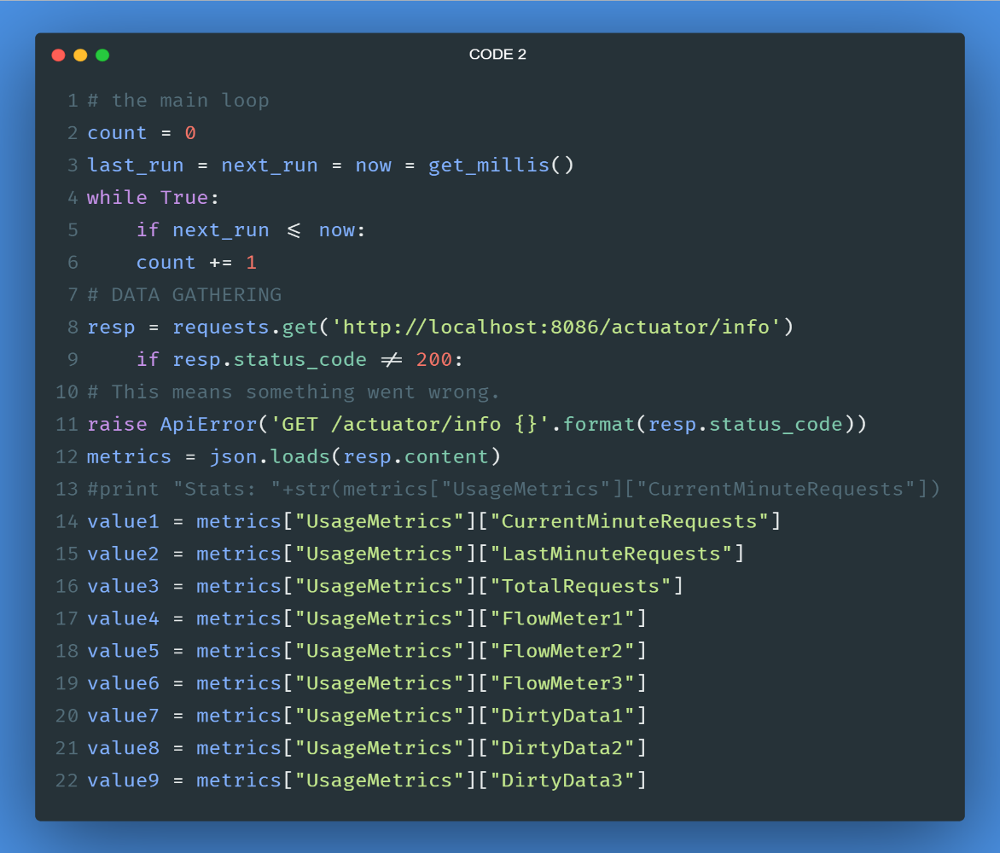 CODE 2
1 # the main loop
2 count = 0
3 last_run = next_run = now = get_millis()
4 while True:
5     if next_run <= now:
6     count += 1
7 # DATA GATHERING
8 resp = requests.get('http://localhost:8086/actuator/info')
9     if resp.status_code != 200:
10 # This means something went wrong.
11 raise ApiError('GET /actuator/info {}'.format(resp.status_code))
12 metrics = json.loads(resp.content)
13 #print "Stats: "+str(metrics["UsageMetrics"]["CurrentMinuteRequests"])
14 value1 = metrics["UsageMetrics"]["CurrentMinuteRequests"]
15 value2 = metrics["UsageMetrics"]["LastMinuteRequests"]
16 value3 = metrics["UsageMetrics"]["TotalRequests"]
17 value4 = metrics["UsageMetrics"]["FlowMeter1"]
18 value5 = metrics["UsageMetrics"]["FlowMeter2"]
19 value6 = metrics["UsageMetrics"]["FlowMeter3"]
20 value7 = metrics["UsageMetrics"]["DirtyData1"]
21 value8 = metrics["UsageMetrics"]["DirtyData2"]
22 value9 = metrics["UsageMetrics"]["DirtyData3"]